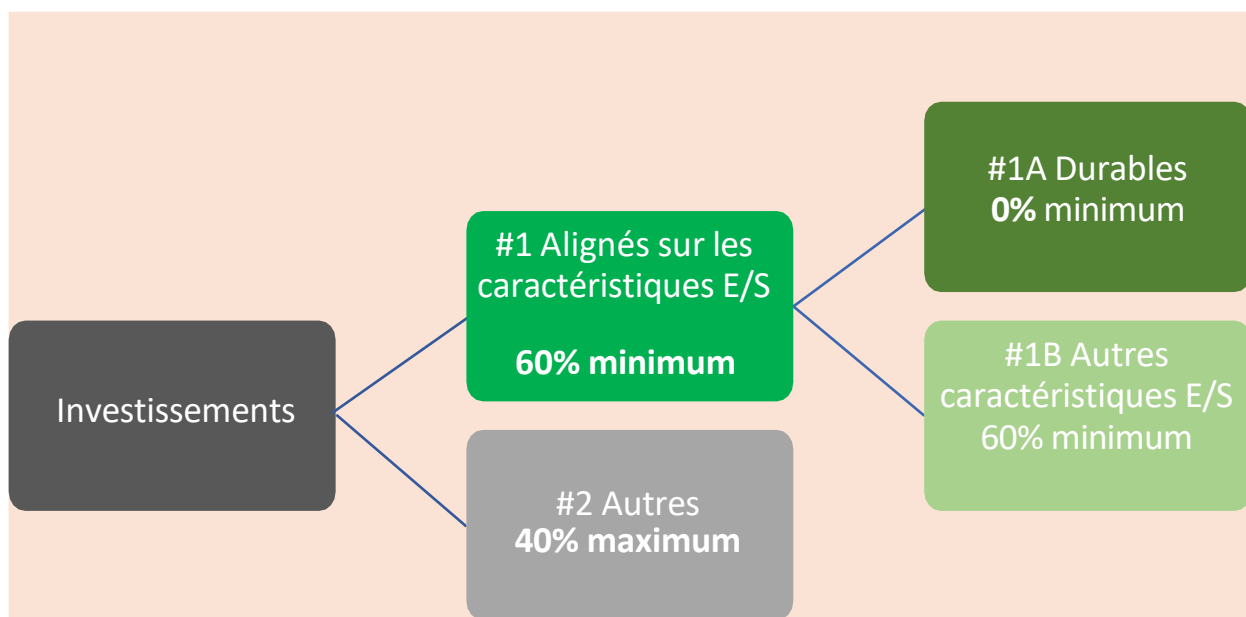 Investissements
#1 Alignés sur les
caractéristiques E/S
60% minimum
#2 Autres
40% maximum
#1A Durables
0% minimum
#1B Autres
caractéristiques E/S
60% minimum